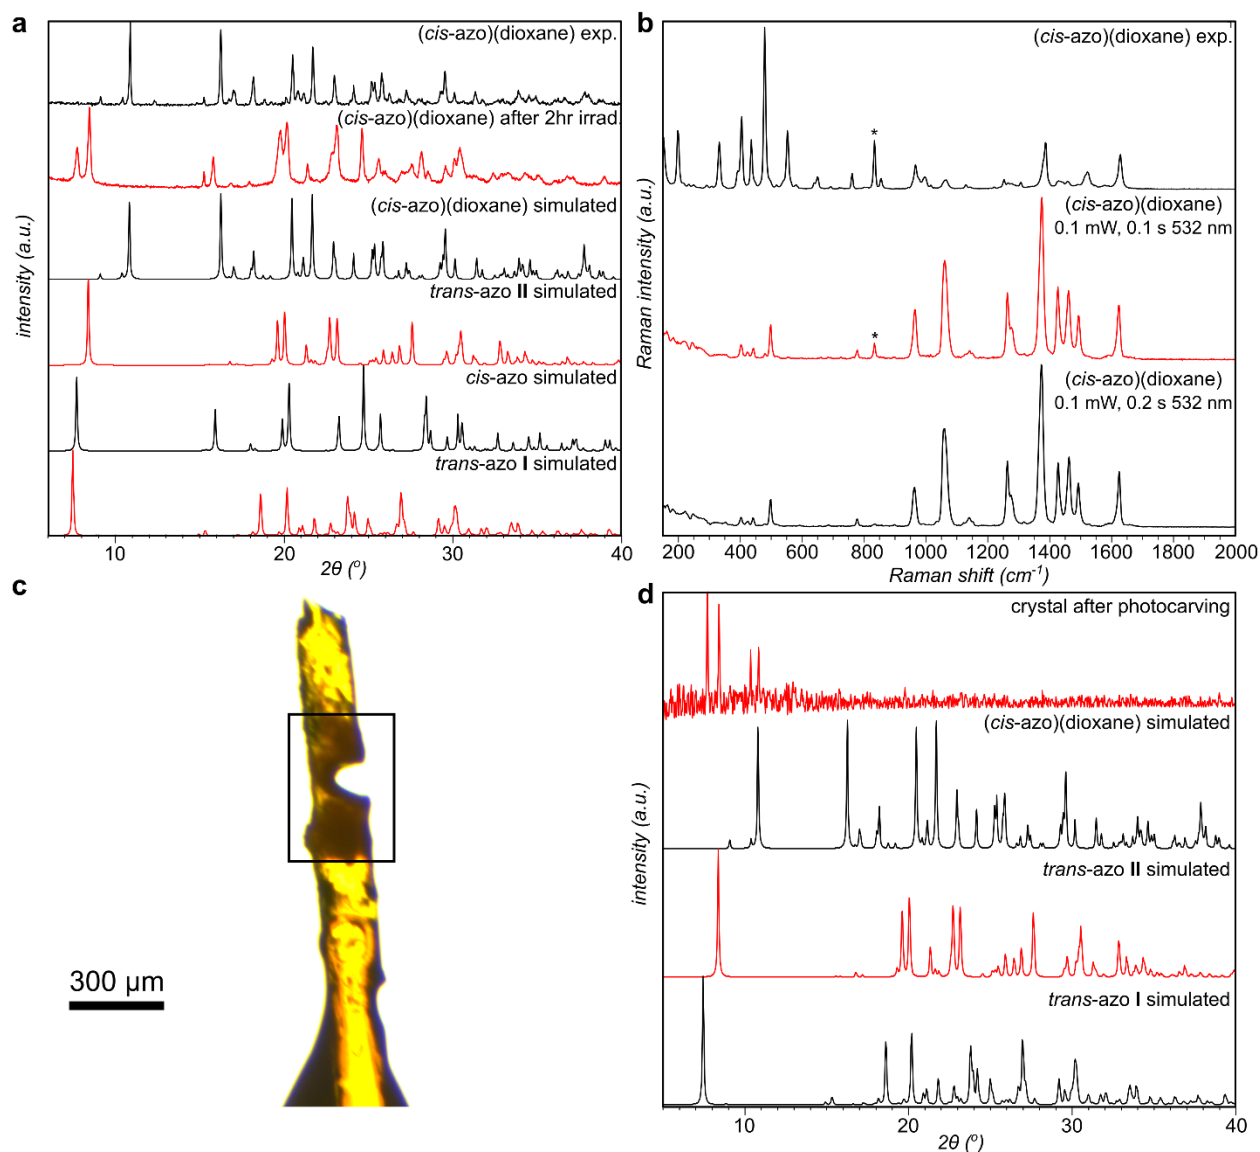 a
(cis-azo)(dioxane) exp.
(cis-azo)(dioxane) after 2hr irrad.
(cis-azo)(dioxane) simulated
trans-azo II simulated
cis-azo simulated
trans-azo I simulated
intensity (a.u.)
10 20 30 40
2θ (°)
b
(cis-azo)(dioxane) exp.
*
(cis-azo)(dioxane)
0.1 mW, 0.1 s 532 nm
*
(cis-azo)(dioxane)
0.1 mW, 0.2 s 532 nm
Raman intensity (a.u.)
200 400 600 800 1000 1200 1400 1600 1800 2000
Raman shift (cm⁻¹)
c
300 µm
d
crystal after photocarving
(cis-azo)(dioxane) simulated
trans-azo II simulated
trans-azo I simulated
intensity (a.u.)
10 20 30 40
2θ (°)